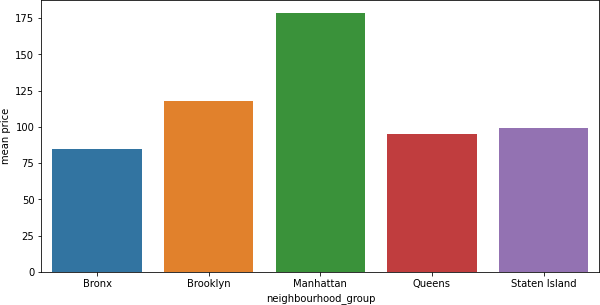 175
150
125
100
75
50
25
0
mean price
Bronx
Brooklyn
Manhattan
Queens
Staten Island
neighbourhood_group